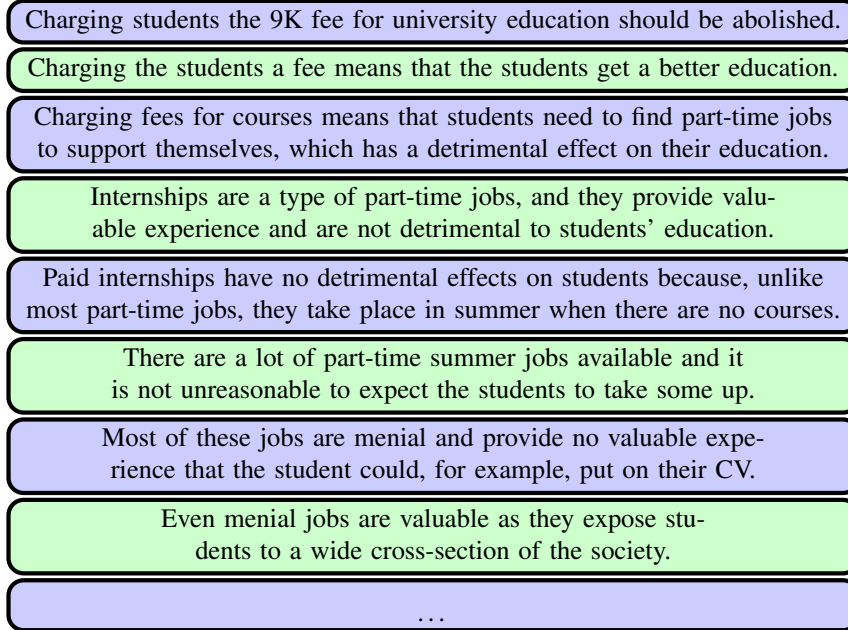 Charging students the 9K fee for university education should be abolished.
Charging the students a fee means that the students get a better education.
Charging fees for courses means that students need to find part-time jobs
to support themselves, which has a detrimental effect on their education.
Internships are a type of part-time jobs, and they provide valu-
able experience and are not detrimental to students' education.
Paid internships have no detrimental effects on students because, unlike
most part-time jobs, they take place in summer when there are no courses.
There are a lot of part-time summer jobs available and it
is not unreasonable to expect the students to take some up.
Most of these jobs are menial and provide no valuable expe-
rience that the student could, for example, put on their CV.
Even menial jobs are valuable as they expose stu-
dents to a wide cross-section of the society.
...